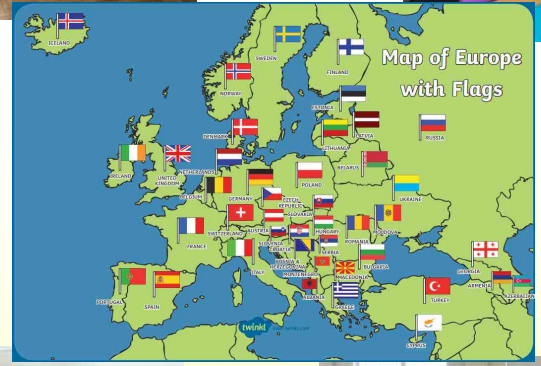 Map of Europe
with Flags
ICELAND
SWEDEN
FINLAND
NORWAY
ESTONIA
LATVIA
LITHUANIA
RUSSIA
DENMARK
IRELAND
UNITED
KINGDOM
NETHERLANDS
BELGIUM
GERMANY
POLAND
BELARUS
UKRAINE
CZECH
REPUBLIC
SLOVAKIA
FRANCE
SWITZERLAND
AUSTRIA
HUNGARY
MOLDOVA
ROMANIA
SLOVENIA
CROATIA
SERBIA
BOSNIA &
HERZEGOVINA
MONTENEGRO
BULGARIA
MACEDONIA
ITALY
ALBANIA
GREECE
PORTUGAL
SPAIN
TURKEY
GEORGIA
ARMENIA
AZERBAIJAN
CYPRUS
twinkl